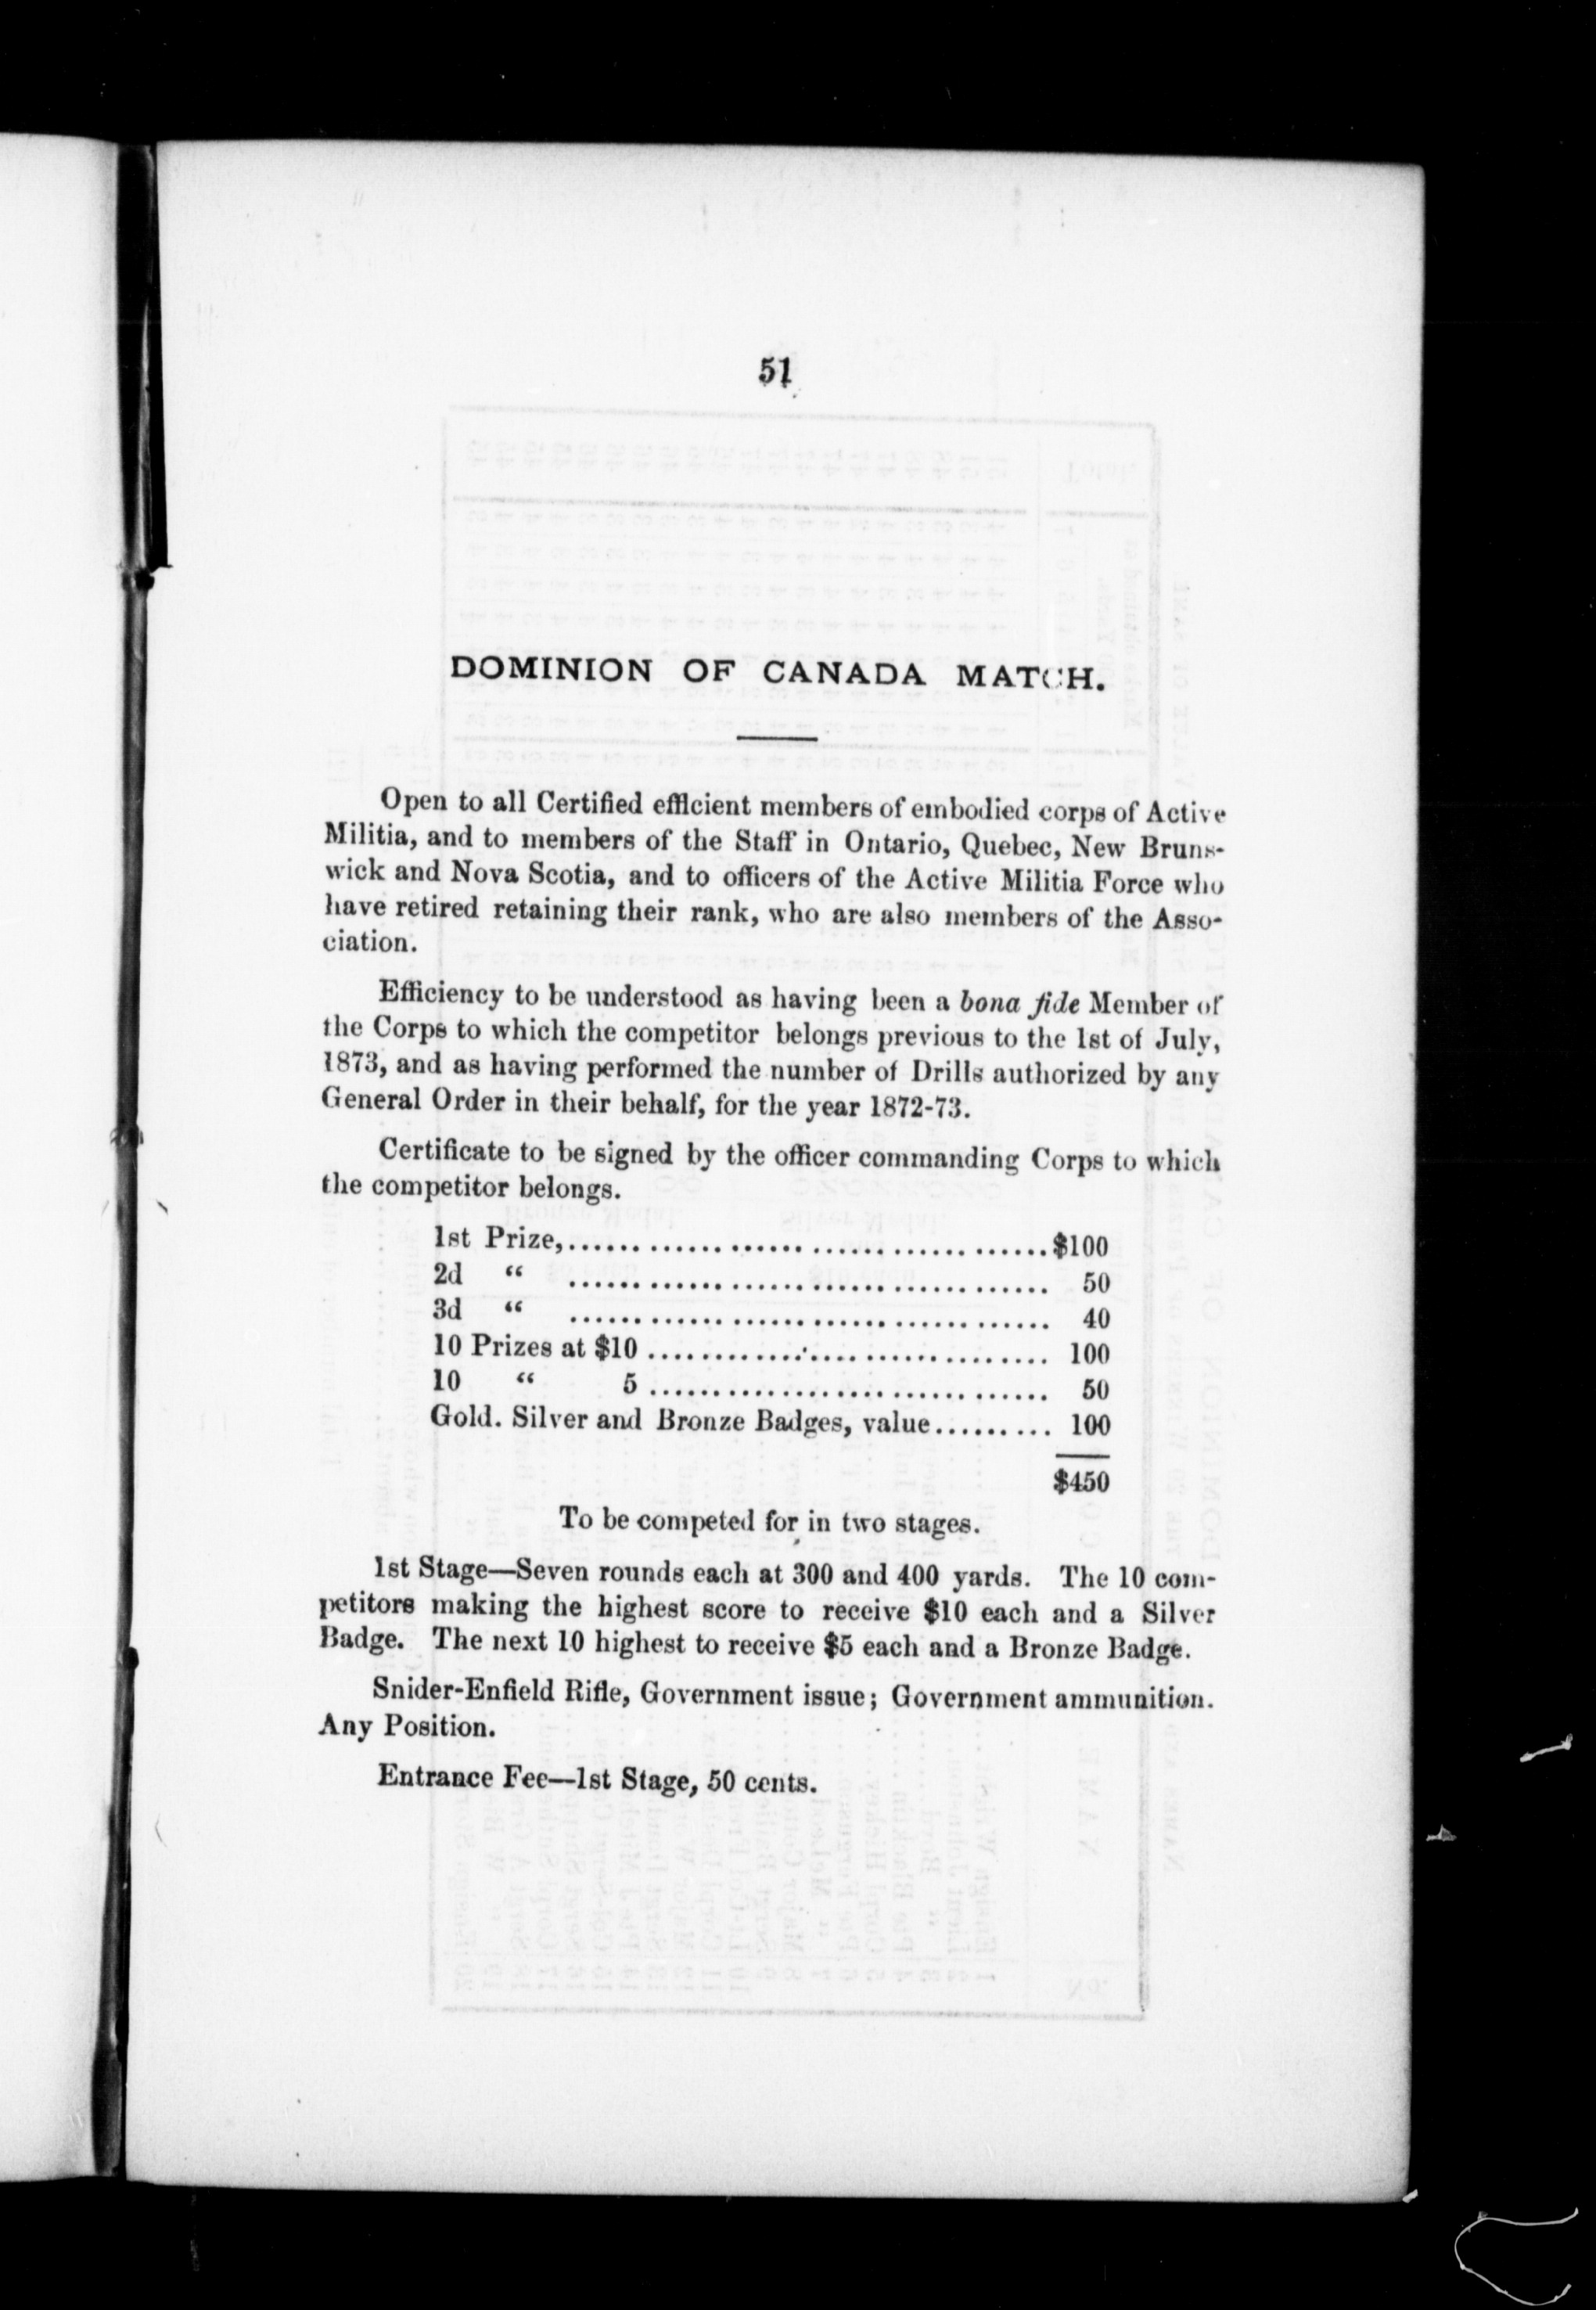 51
DOMINION OF CANADA MATCH.
Open to all Certified efficient members of embodied corps of Active
Militia, and to members of the Staff in Ontario, Quebec, New Bruns-
wick and Nova Scotia, and to officers of the Active Militia Force who
have retired retaining their rank, who are also members of the Asso-
ciation.
Efficiency to be understood as having been a bona fide Member of
the Corps to which the competitor belongs previous to the 1st of July,
1873, and as having performed the number of Drills authorized by any
General Order in their behalf, for the year 1872-73.
Certificate to be signed by the officer commanding Corps to which
the competitor belongs.
1st Prize,....................................$100
2d “ .................................... 50
3d “ .................................... 40
10 Prizes at $10 .............................. 100
10 “ 5 .............................. 50
Gold. Silver and Bronze Badges, value.......... 100
$450
To be competed for in two stages.
1st Stage—Seven rounds each at 300 and 400 yards. The 10 com-
petitors making the highest score to receive $10 each and a Silver
Badge. The next 10 highest to receive $5 each and a Bronze Badge.
Snider-Enfield Rifle, Government issue; Government ammunition.
Any Position.
Entrance Fee—1st Stage, 50 cents.